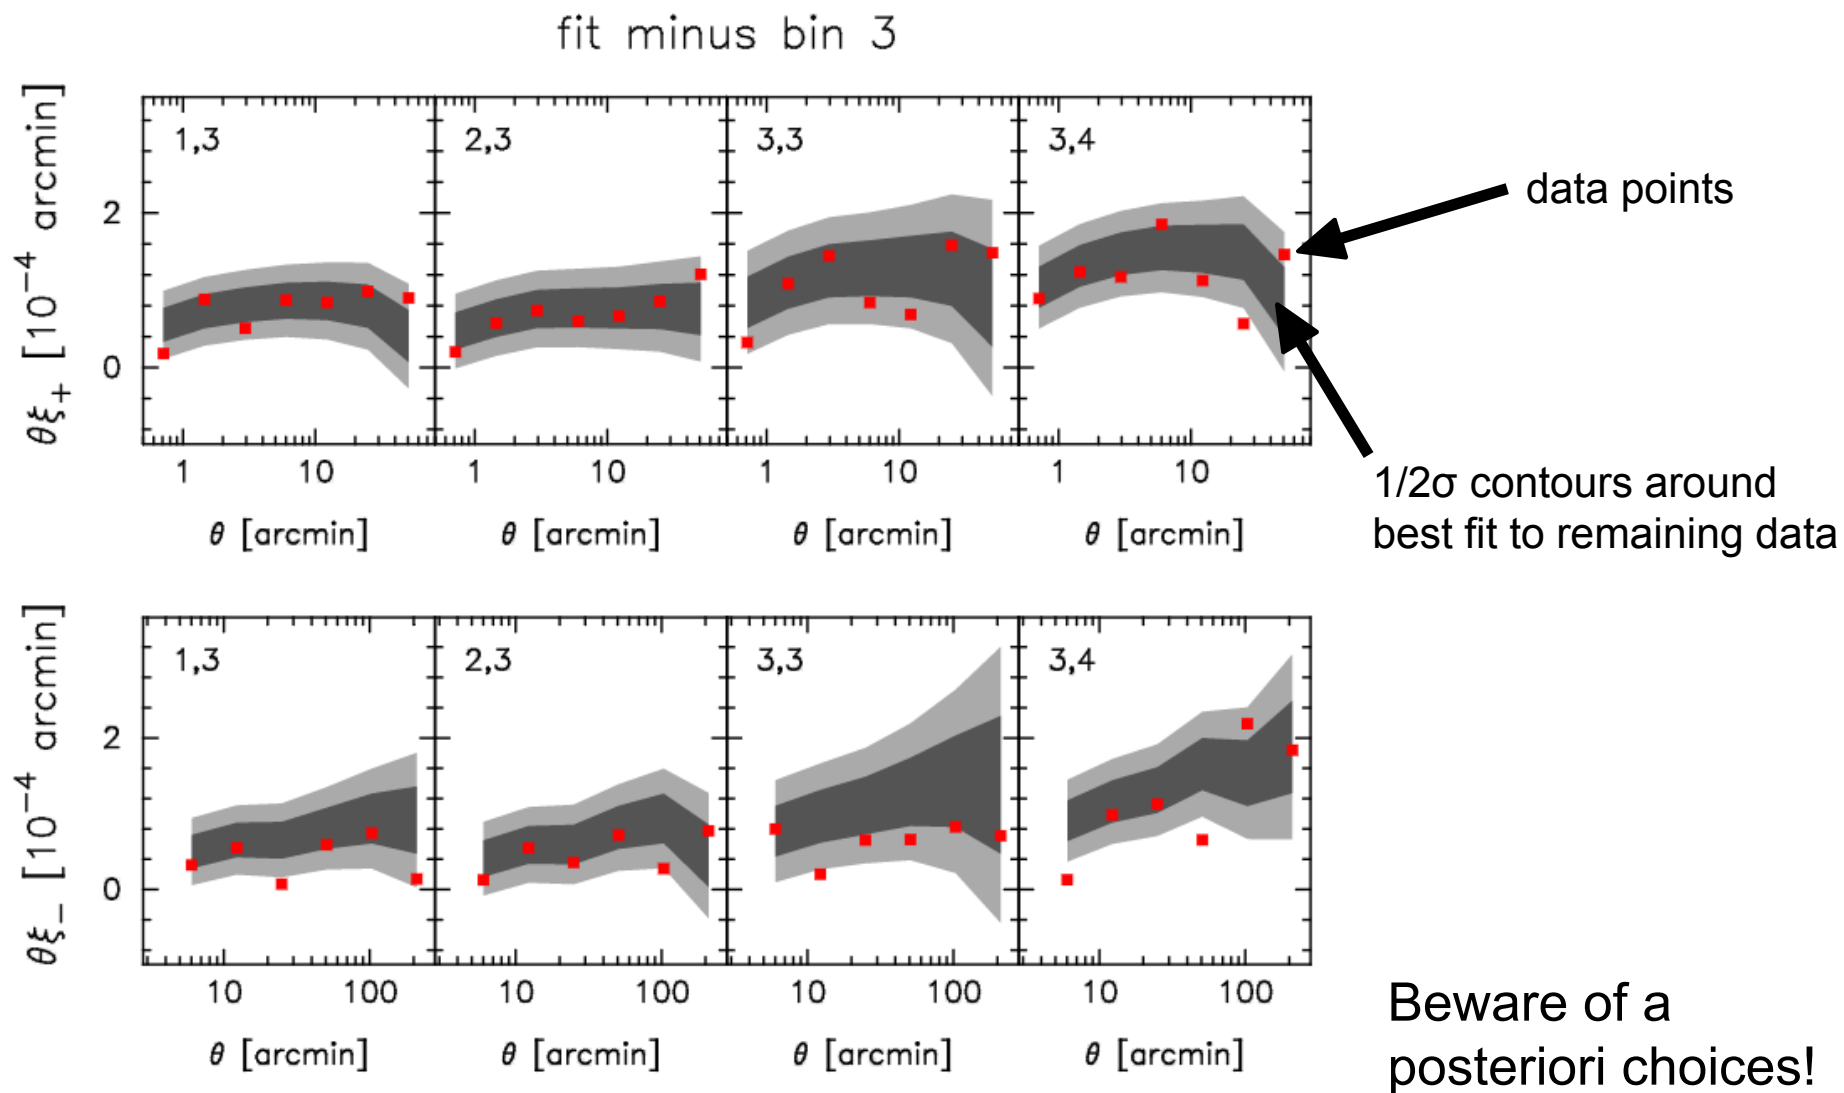 fit minus bin 3
θξ₊ [10⁻⁴ arcmin]
2
0
1,3
2,3
3,3
3,4
1 10 1 10 1 10 1 10
θ [arcmin] θ [arcmin] θ [arcmin] θ [arcmin]
data points
1/2σ contours around
best fit to remaining data
θξ₋ [10⁻⁴ arcmin]
2
0
1,3
2,3
3,3
3,4
10 100 10 100 10 100 10 100
θ [arcmin] θ [arcmin] θ [arcmin] θ [arcmin]
Beware of a
posteriori choices!